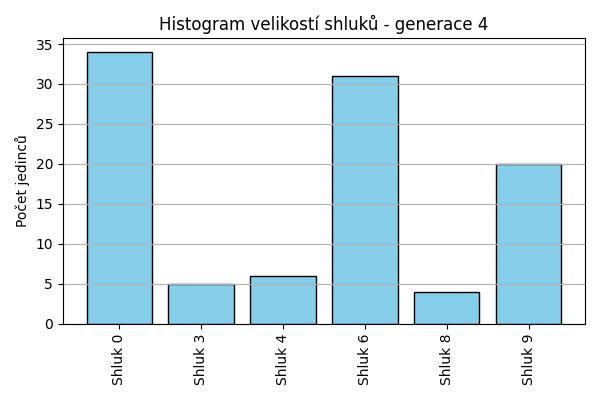 Histogram velikostí shluků - generace 4
Počet jedinců
35
30
25
20
15
10
5
0
Shluk 0
Shluk 3
Shluk 4
Shluk 6
Shluk 8
Shluk 9